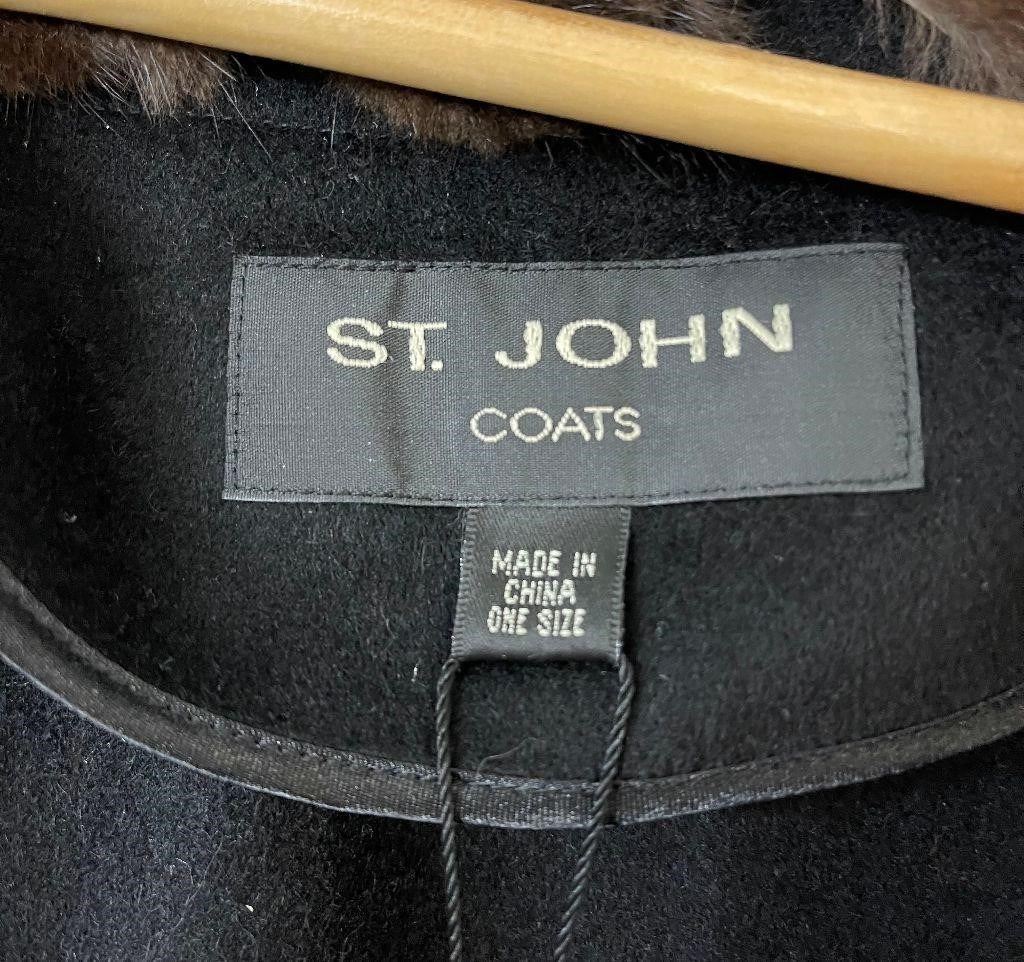 ST. JOHN
COATS
MADE IN
CHINA
ONE SIZE